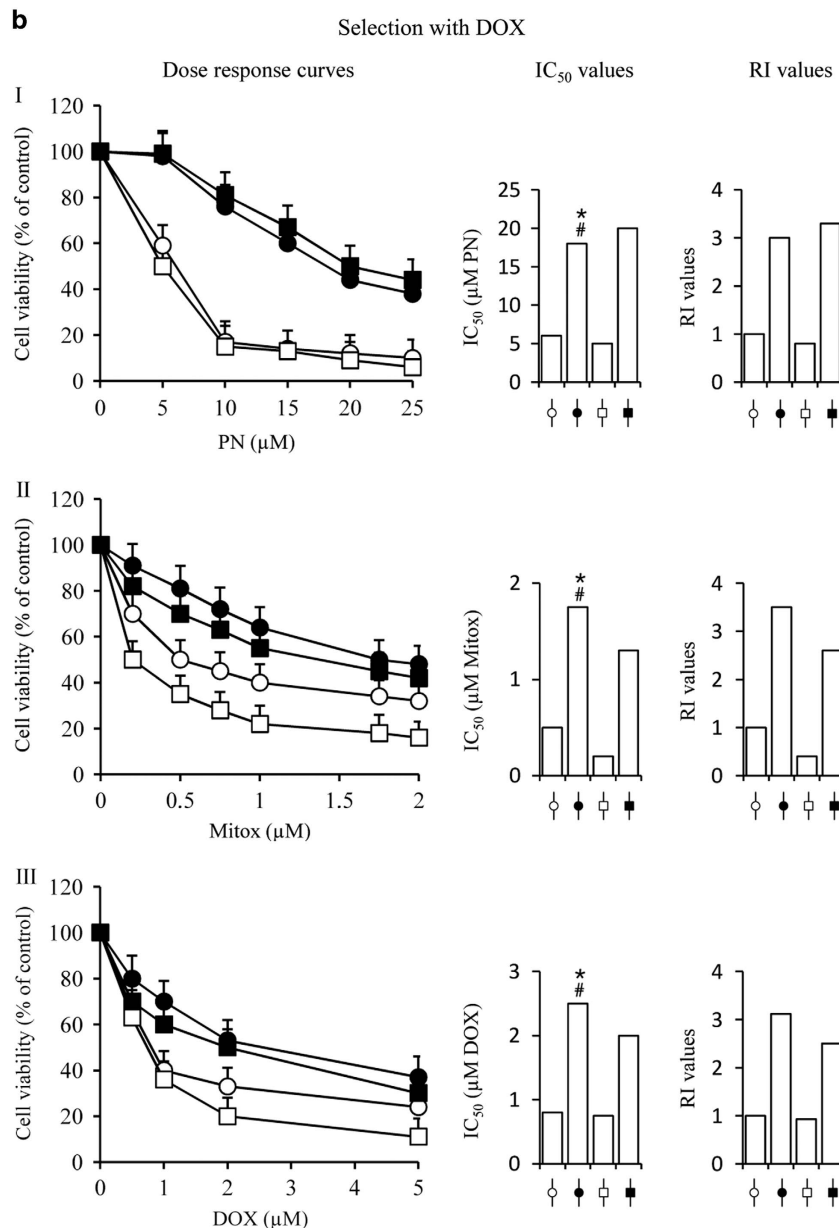 b
Selection with DOX
Dose response curves
IC50 values
RI values
I
Cell viability (% of control)
120
100
80
60
40
20
0
0 5 10 15 20 25
PN (µM)
IC50 (µM PN)
25
20
15
10
5
0
*
#
RI values
4
3
2
1
0
II
Cell viability (% of control)
120
100
80
60
40
20
0
0 0.5 1 1.5 2
Mitox (µM)
IC50 (µM Mitox)
2
1
0
*
#
RI values
4
3
2
1
0
III
Cell viability (% of control)
120
100
80
60
40
20
0
0 1 2 3 4 5
DOX (µM)
IC50 (µM DOX)
3
2
1
0
*
#
RI values
4
3
2
1
0